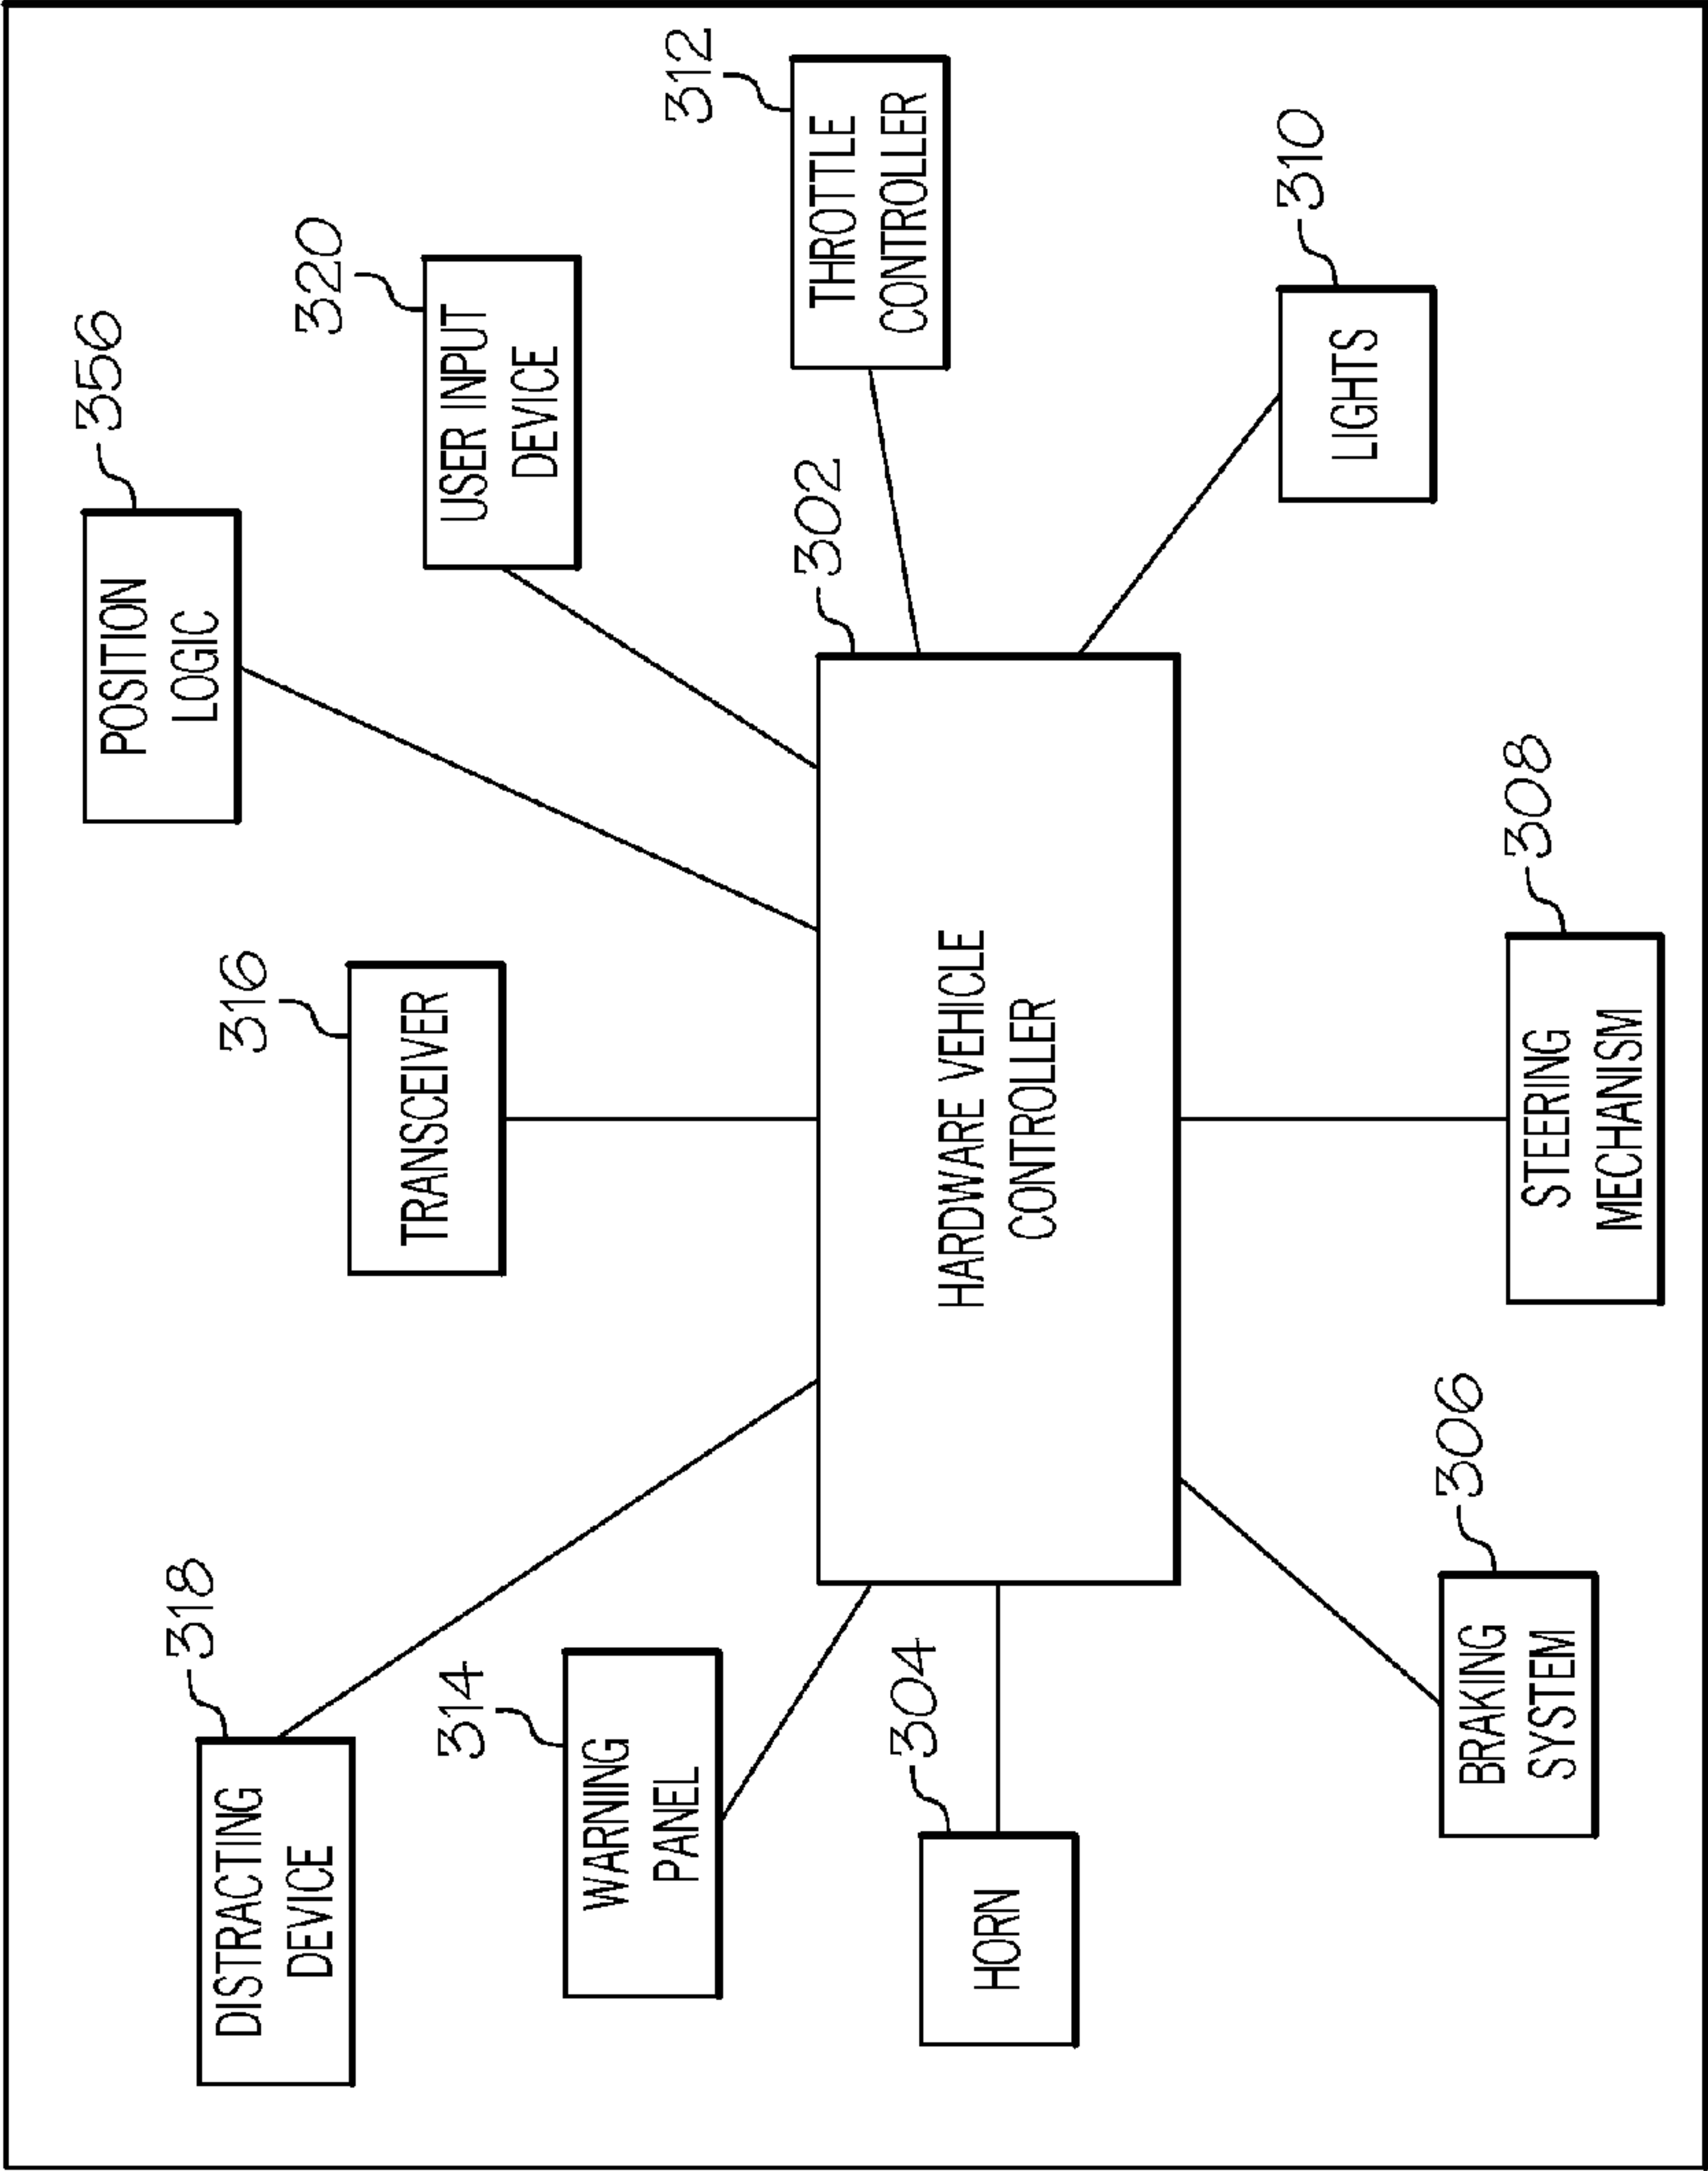 356
POSITION
LOGIC
318
DISTRACTING
DEVICE
316
TRANSCEIVER
320
USER INPUT
DEVICE
314
WARNING
PANEL
312
THROTTLE
CONTROLLER
302
HARDWARE VEHICLE
CONTROLLER
304
HORN
310
LIGHTS
306
BRAKING
SYSTEM
308
STEERING
MECHANISM